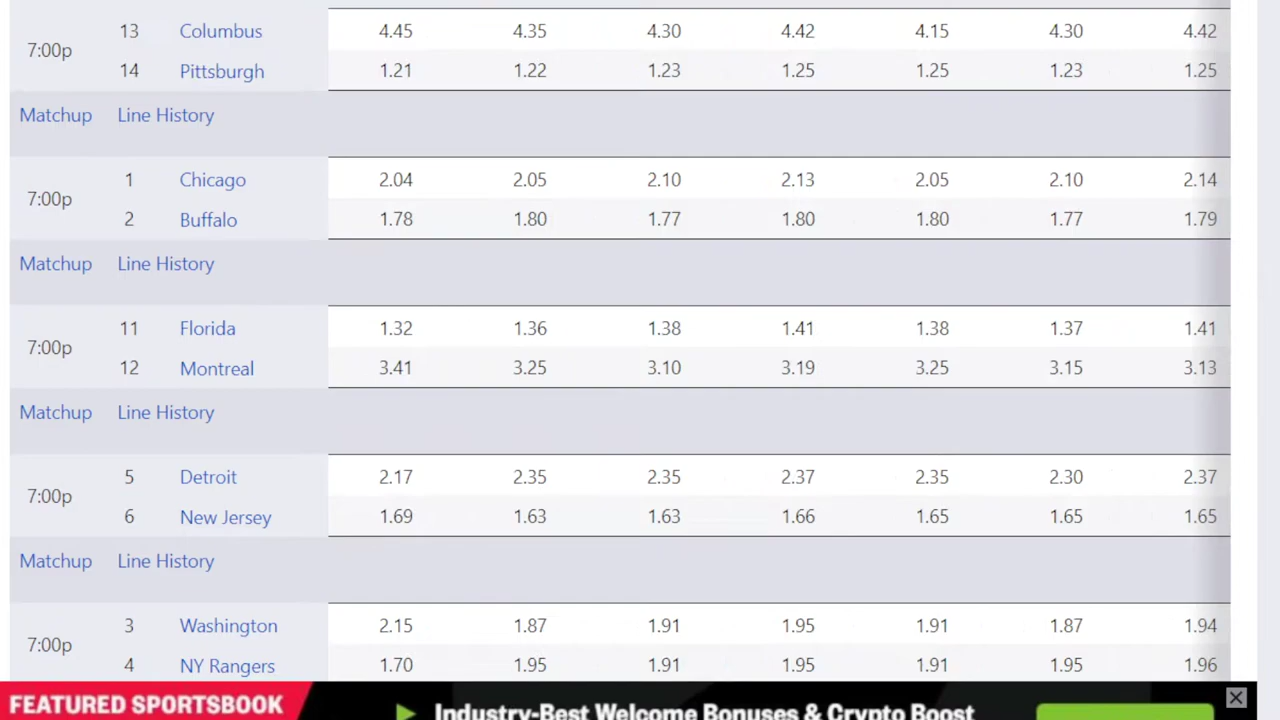 13 Columbus 4.45 4.35 4.30 4.42 4.15 4.30 4.42
7:00p
14 Pittsburgh 1.21 1.22 1.23 1.25 1.25 1.23 1.25
Matchup Line History
1 Chicago 2.04 2.05 2.10 2.13 2.05 2.10 2.14
7:00p
2 Buffalo 1.78 1.80 1.77 1.80 1.80 1.77 1.79
Matchup Line History
11 Florida 1.32 1.36 1.38 1.41 1.38 1.37 1.41
7:00p
12 Montreal 3.41 3.25 3.10 3.19 3.25 3.15 3.13
Matchup Line History
5 Detroit 2.17 2.35 2.35 2.37 2.35 2.30 2.37
7:00p
6 New Jersey 1.69 1.63 1.63 1.66 1.65 1.65 1.65
Matchup Line History
3 Washington 2.15 1.87 1.91 1.95 1.91 1.87 1.94
7:00p
4 NY Rangers 1.70 1.95 1.91 1.95 1.91 1.95 1.96
FEATURED SPORTSBOOK
Industry-Best Welcome Bonuses & Crypto Boost